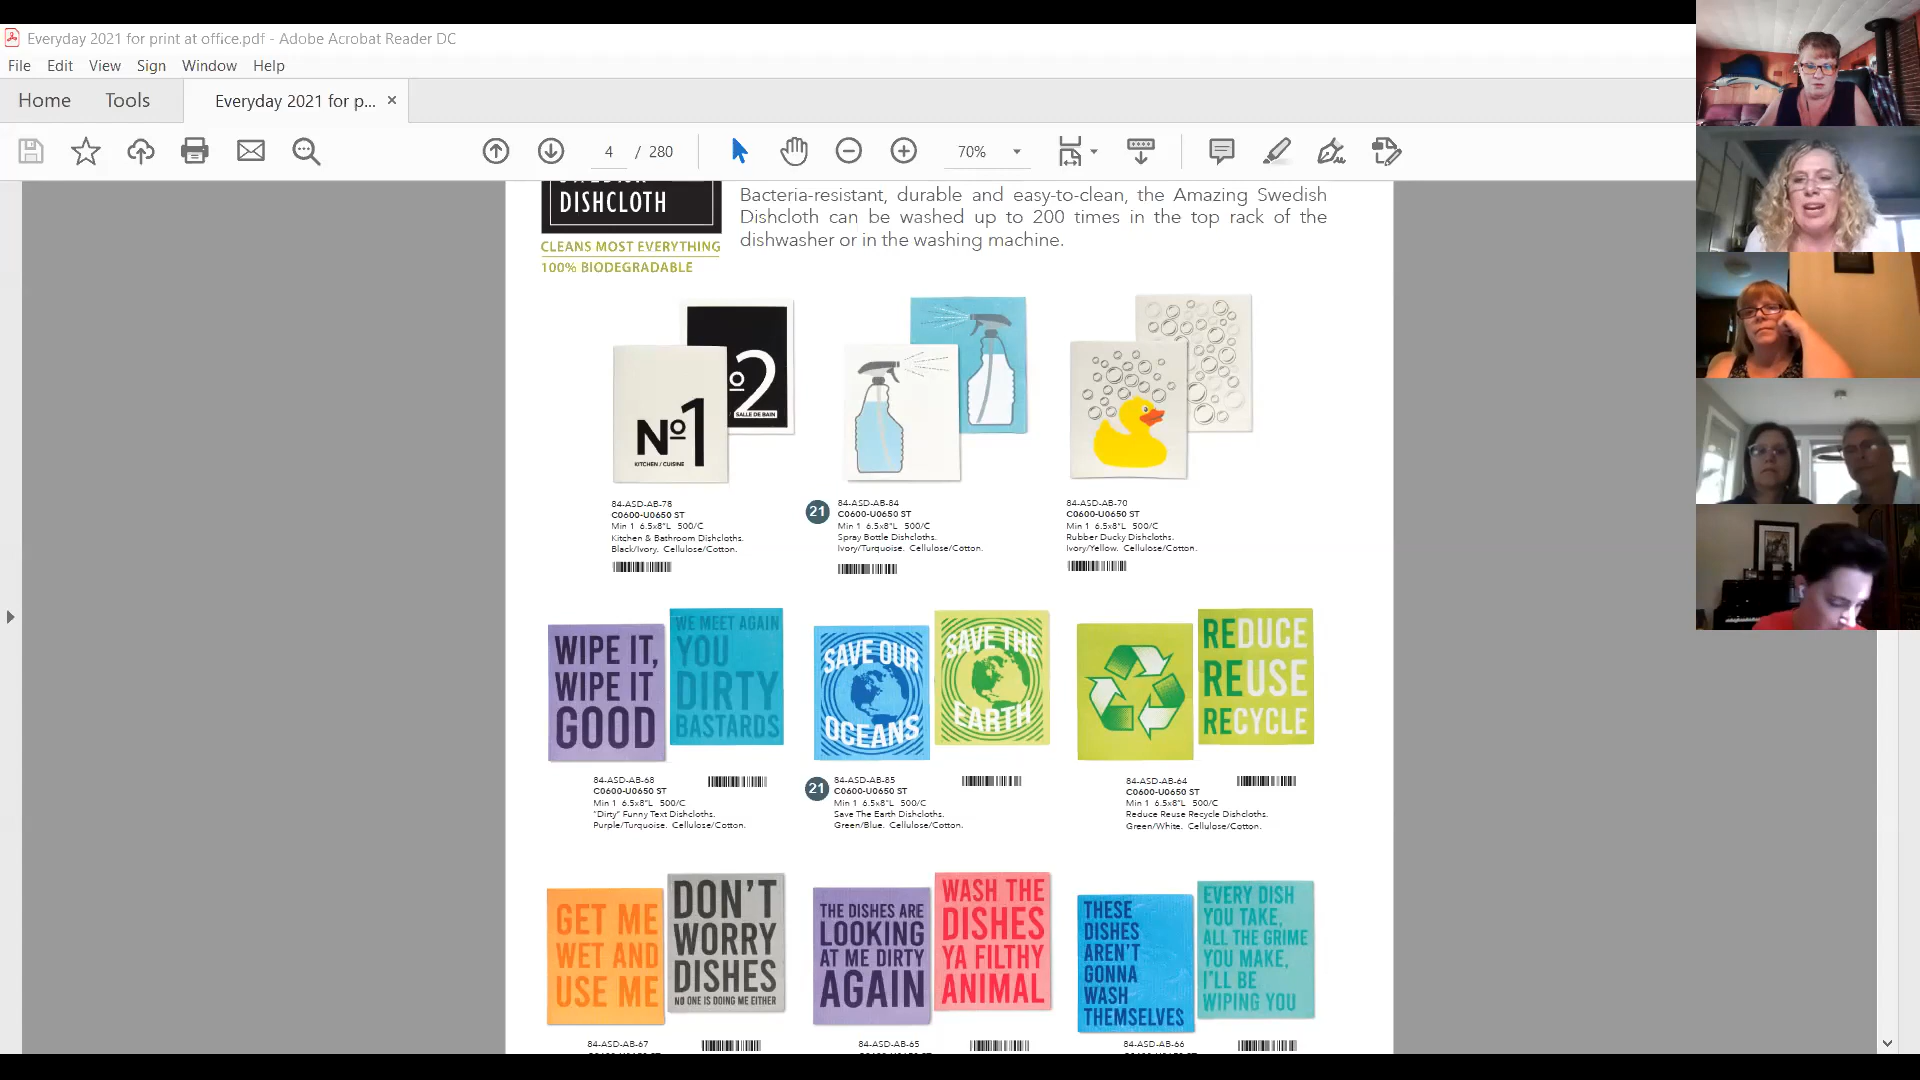 Everyday 2021 for print at office.pdf - Adobe Acrobat Reader DC
File Edit View Sign Window Help
Home Tools Everyday 2021 for p... ×
4 / 280 70%
DISHCLOTH
CLEANS MOST EVERYTHING
100% BIODEGRADABLE
Bacteria-resistant, durable and easy-to-clean, the Amazing Swedish
Dishcloth can be washed up to 200 times in the top rack of the
dishwasher or in the washing machine.
Nº1
KITCHEN / CUISINE
º2
SALLE DE BAIN
84-ASD-AB-78
C0600-U0650 ST
Min 1 6.5x8"L 500/C
Kitchen & Bathroom Dishcloths.
Black/Ivory. Cellulose/Cotton.
21
84-ASD-AB-84
C0600-U0650 ST
Min 1 6.5x8"L 500/C
Spray Bottle Dishcloths.
Ivory/Turquoise. Cellulose/Cotton.
84-ASD-AB-70
C0600-U0650 ST
Min 1 6.5x8"L 500/C
Rubber Ducky Dishcloths.
Ivory/Yellow. Cellulose/Cotton.
WIPE IT,
WIPE IT
GOOD
WE MEET AGAIN
YOU
DIRTY
BASTARDS
SAVE OUR
OCEANS
SAVE THE
EARTH
REDUCE
REUSE
RECYCLE
84-ASD-AB-68
C0600-U0650 ST
Min 1 6.5x8"L 500/C
"Dirty" Funny Text Dishcloths.
Purple/Turquoise. Cellulose/Cotton.
21
84-ASD-AB-85
C0600-U0650 ST
Min 1 6.5x8"L 500/C
Save The Earth Dishcloths.
Green/Blue. Cellulose/Cotton.
84-ASD-AB-64
C0600-U0650 ST
Min 1 6.5x8"L 500/C
Reduce Reuse Recycle Dishcloths.
Green/White. Cellulose/Cotton.
GET ME
WET AND
USE ME
DON'T
WORRY
DISHES
NO ONE IS DOING ME EITHER
THE DISHES ARE
LOOKING
AT ME DIRTY
AGAIN
WASH THE
DISHES
YA FILTHY
ANIMAL
THESE
DISHES
AREN'T
GONNA
WASH
THEMSELVES
EVERY DISH
YOU TAKE,
ALL THE GRIME
YOU MAKE,
I'LL BE
WIPING YOU
84-ASD-AB-67
84-ASD-AB-65
84-ASD-AB-66